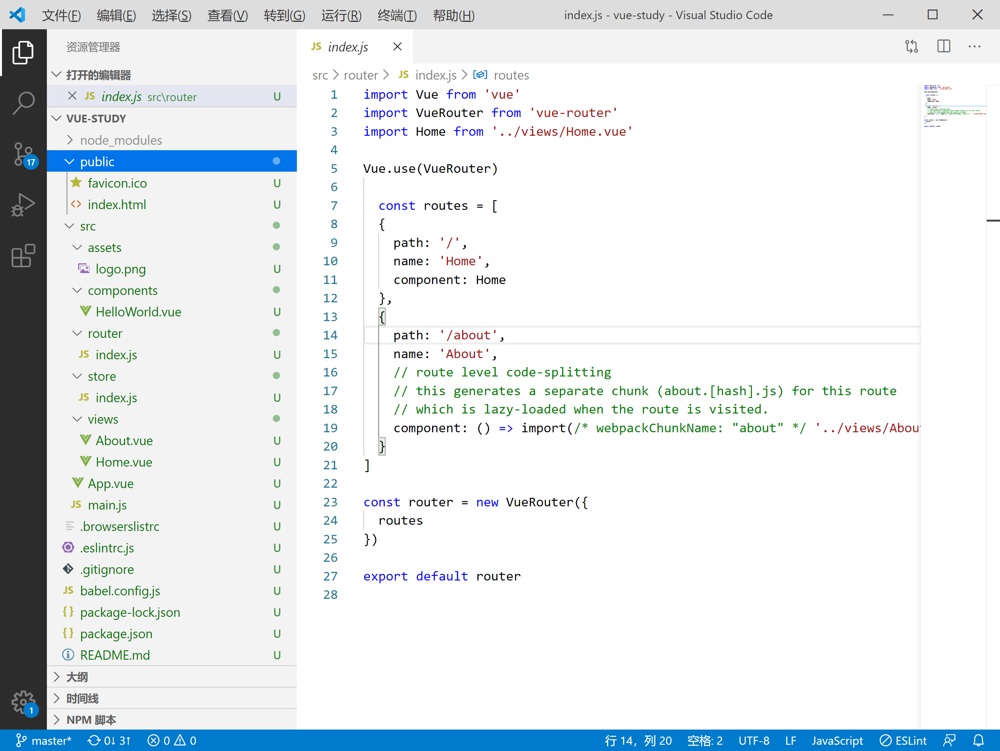 文件(F) 编辑(E) 选择(S) 查看(V) 转到(G) 运行(R) 终端(T) 帮助(H) index.js - vue-study - Visual Studio Code
资源管理器
打开的编辑器
JS index.js src\router U
VUE-STUDY
node_modules
17
public
favicon.ico U
index.html U
src
assets
logo.png U
components
HelloWorld.vue U
router
JS index.js U
store
JS index.js U
views
About.vue U
Home.vue U
App.vue U
JS main.js U
.browserslistrc U
.eslintrc.js U
.gitignore U
JS babel.config.js U
{} package-lock.json U
{} package.json U
README.md U
大纲
时间线
1
NPM 脚本
JS index.js
src > router > JS index.js > routes
1 import Vue from 'vue'
2 import VueRouter from 'vue-router'
3 import Home from '../views/Home.vue'
4
5 Vue.use(VueRouter)
6
7 const routes = [
8 {
9 path: '/',
10 name: 'Home',
11 component: Home
12 },
13 {
14 path: '/about',
15 name: 'About',
16 // route level code-splitting
17 // this generates a separate chunk (about.[hash].js) for this route
18 // which is lazy-loaded when the route is visited.
19 component: () => import(/* webpackChunkName: "about" */ '../views/Abou
20 }
21 ]
22
23 const router = new VueRouter({
24 routes
25 })
26
27 export default router
28
master* 0↓ 3↑ 0 0 行 14，列 20 空格: 2 UTF-8 LF JavaScript ESLint